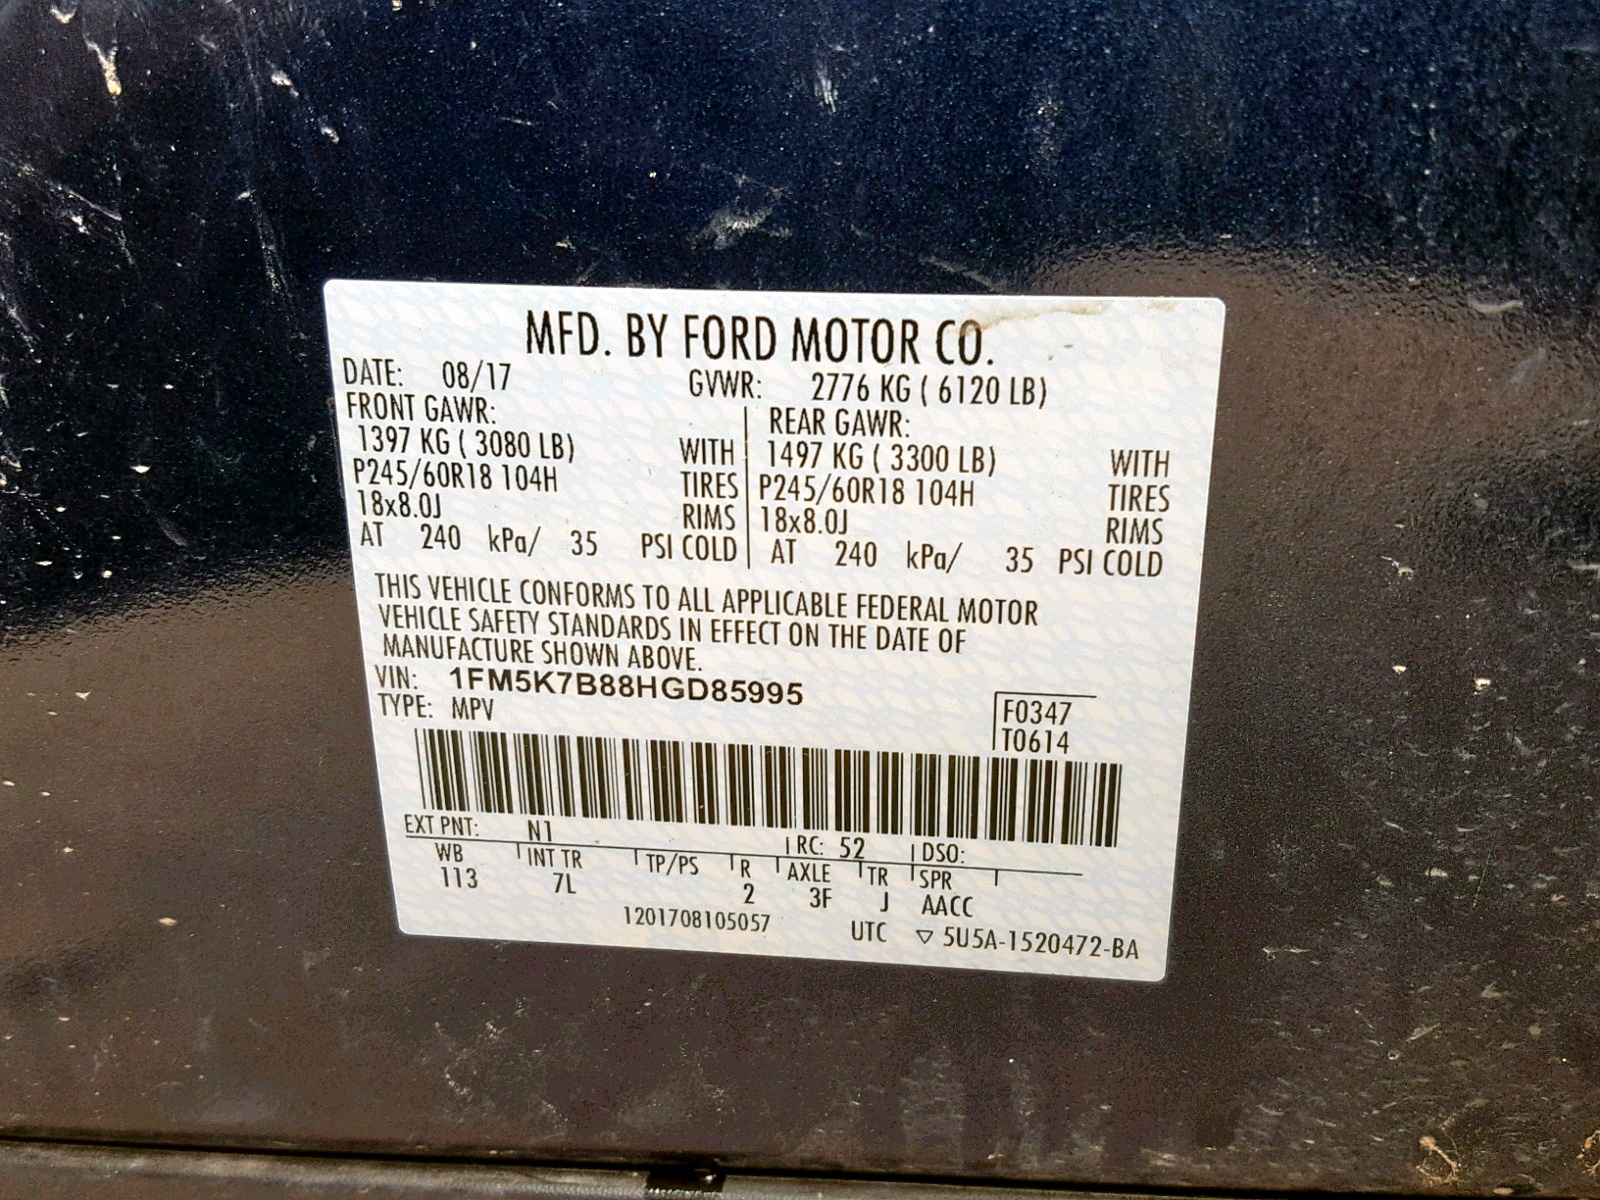 MFD. BY FORD MOTOR CO.
DATE: 08/17 GVWR: 2776 KG ( 6120 LB)
FRONT GAWR: REAR GAWR:
1397 KG ( 3080 LB) WITH 1497 KG ( 3300 LB) WITH
P245/60R18 104H TIRES P245/60R18 104H TIRES
18x8.0J RIMS 18x8.0J RIMS
AT 240 kPa/ 35 PSI COLD AT 240 kPa/ 35 PSI COLD
THIS VEHICLE CONFORMS TO ALL APPLICABLE FEDERAL MOTOR
VEHICLE SAFETY STANDARDS IN EFFECT ON THE DATE OF
MANUFACTURE SHOWN ABOVE.
VIN: 1FM5K7B88HGD85995
TYPE: MPV F0347
T0614
EXT PNT: N1 RC: 52 DSO:
WB INT TR TP/PS R AXLE TR SPR
113 7L 2 3F J AACC
1201708105057 UTC ▽ 5U5A-1520472-BA